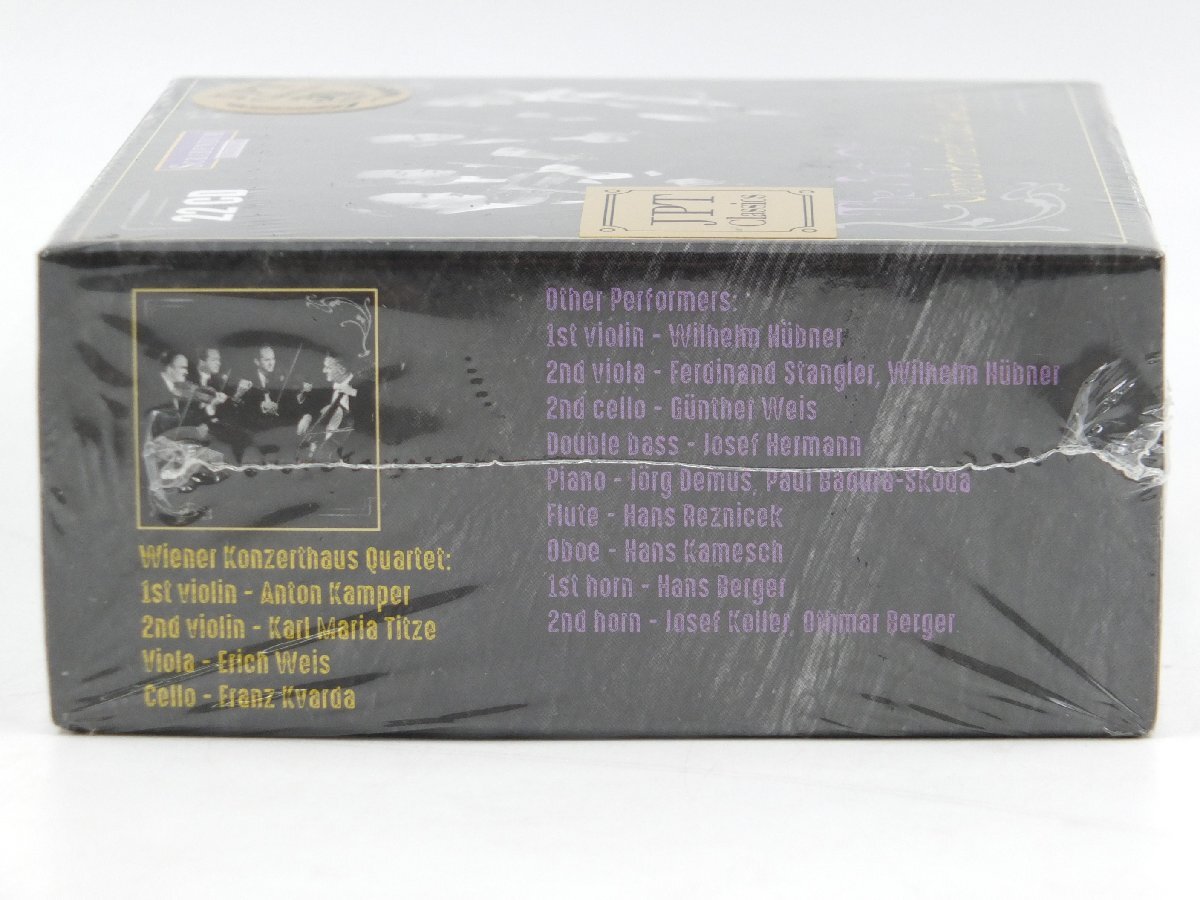 22 CD
JPT
Classics
Wiener Konzerthaus Quartet:
1st violin - Anton Kamper
2nd violin - Karl Maria Titze
Viola - Erich Weis
Cello - Franz Kvarda
Other Performers:
1st violin - Wilhelm Hübner
2nd viola - Ferdinand Stangler, Wilhelm Hübner
2nd cello - Günther Weis
Double bass - Josef Hermann
Piano - Jörg Demus, Paul Badura-Skoda
Flute - Hans Reznicek
Oboe - Hans Kamesch
1st horn - Hans Berger
2nd horn - Josef Koller, Othmar Berger